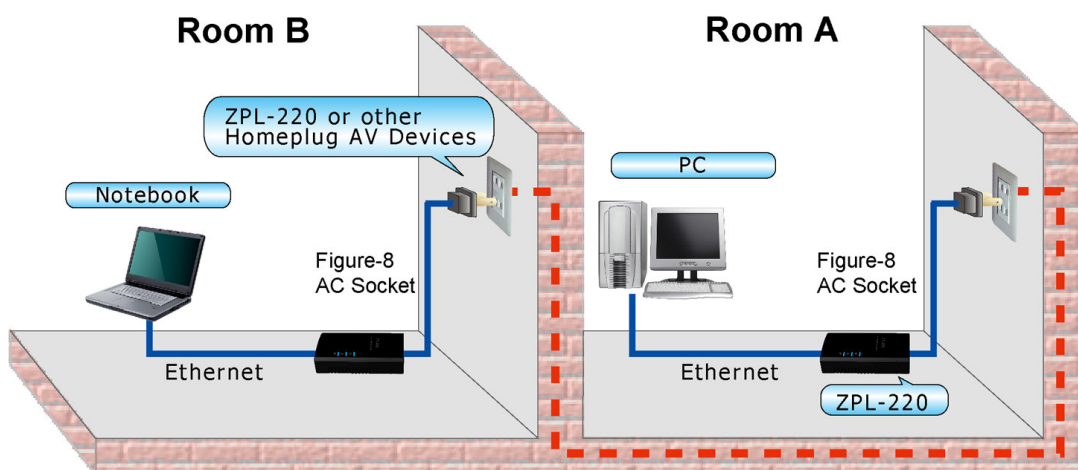 Room B
Room A
ZPL-220 or other
Homeplug AV Devices
Notebook
PC
Figure-8
AC Socket
Figure-8
AC Socket
Ethernet
Ethernet
ZPL-220